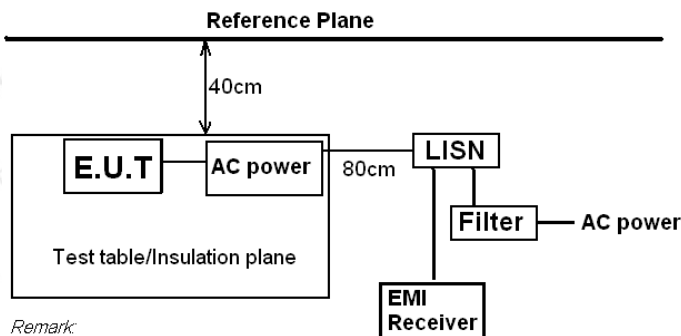 Reference Plane
40cm
E.U.T
AC power
80cm
LISN
Filter
AC power
Test table/Insulation plane
EMI
Receiver
Remark: